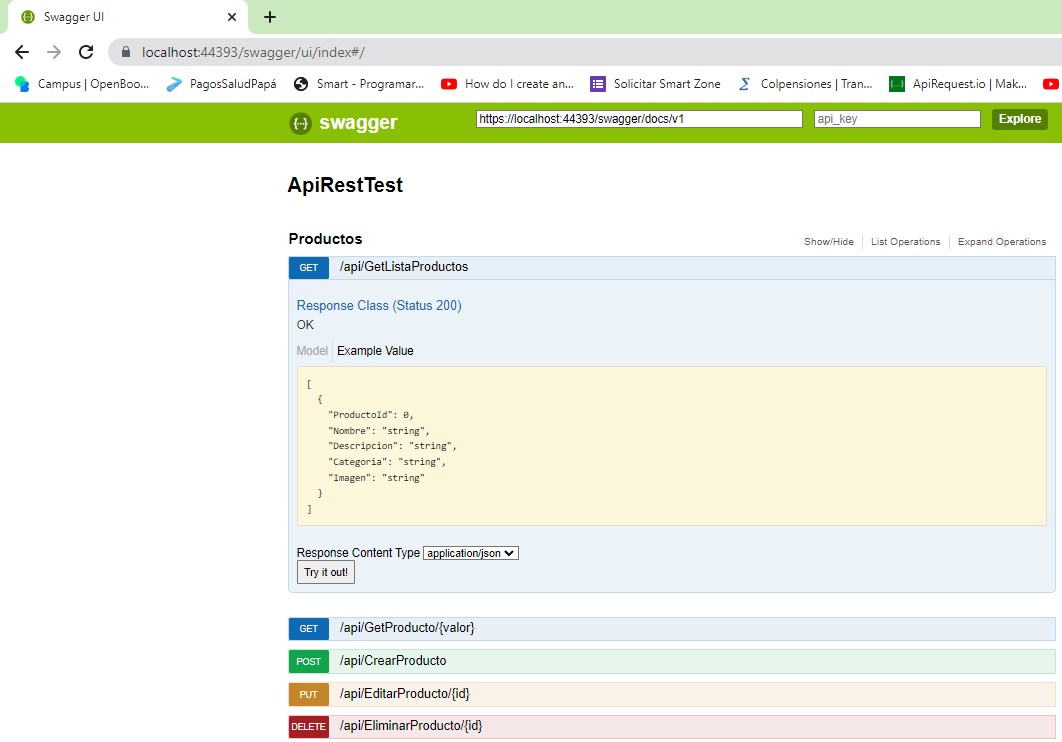 Swagger UI
localhost:44393/swagger/ui/index#/
Campus | OpenBoo... PagosSaludPapá Smart - Programar... How do I create an... Solicitar Smart Zone Colpensiones | Tran... ApiRequest.io | Mak...
swagger https://localhost:44393/swagger/docs/v1 api_key Explore
ApiRestTest
Productos Show/Hide List Operations Expand Operations
GET /api/GetListaProductos
Response Class (Status 200)
OK
Model Example Value
[
{
"ProductoId": 0,
"Nombre": "string",
"Descripcion": "string",
"Categoria": "string",
"Imagen": "string"
}
]
Response Content Type application/json
Try it out!
GET /api/GetProducto/{valor}
POST /api/CrearProducto
PUT /api/EditarProducto/{id}
DELETE /api/EliminarProducto/{id}